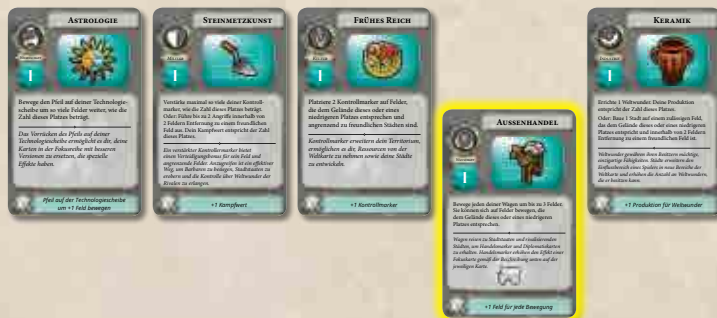 Astrologie
I
Bewege den Pfeil auf deiner Technologie-
scheibe um so viele Felder weiter, wie die
Zahl dieses Platzes beträgt.
Das Vorrücken des Pfeils auf deiner
Technologiescheibe ermöglicht es dir, deine
Karten in der Fokusreihe mit besseren
Versionen zu ersetzen, die spezielle
Effekte haben.
Pfeil auf der Technologiescheibe
um +1 Feld bewegen
Steinmetzkunst
I
Verstärke maximal so viele deiner Kontroll-
marker, wie die Zahl dieses Platzes beträgt.
Oder: Führe bis zu 2 Angriffe innerhalb von
2 Feldern Entfernung zu einem freundlichen
Feld aus. Dein Kampfwert entspricht der Zahl
dieses Platzes.
Ein verstärkter Kontrollmarker bietet
einen Verteidigungsbonus für sein Feld und
angrenzende Felder. Anzugreifen ist ein effektiver
Weg, um Barbaren zu besiegen, Stadtstaaten zu
erobern und die Kontrolle über Weltwunder der
Rivalen zu erlangen.
+1 Kampfwert
Frühes Reich
I
Platziere 2 Kontrollmarker auf Felder,
die dem Gelände dieses oder eines
niedrigeren Platzes entsprechen und
angrenzend zu freundlichen Städten sind.
Kontrollmarker erweitern dein Territorium,
ermöglichen es dir, Ressourcen von der
Weltkarte zu nehmen sowie deine Städte
zu entwickeln.
+1 Kontrollmarker
Aussenhandel
I
Bewege jeden deiner Wagen um bis zu 3 Felder.
Sie können sich auf Felder bewegen, die
dem Gelände dieses oder eines niedrigeren
Platzes entsprechen.
Wagen reisen zu Stadtstaaten und rivalisierenden
Städten, um Handelsmarker und Diplomatiekarten
zu erhalten. Handelsmarker erhöhen den Effekt einer
Fokuskarte gemäß der Beschreibung unten auf der
jeweiligen Karte.
+1 Feld für jede Bewegung
Keramik
I
Errichte 1 Weltwunder: Deine Produktion
entspricht der Zahl dieses Platzes.
Oder: Baue 1 Stadt auf einem zulässigen Feld,
das dem Gelände dieses oder eines niedrigeren
Platzes entspricht und innerhalb von 2 Feldern
Entfernung zu einem freundlichen Feld ist.
Weltwunder gewähren ihren Besitzern mächtige,
einzigartige Fähigkeiten. Städte erweitern den
Einflussbereich eines Spielers in neue Bereiche der
Weltkarte und erhöhen die Anzahl an Weltwundern,
die er besitzen kann.
+1 Produktion für Weltwunder